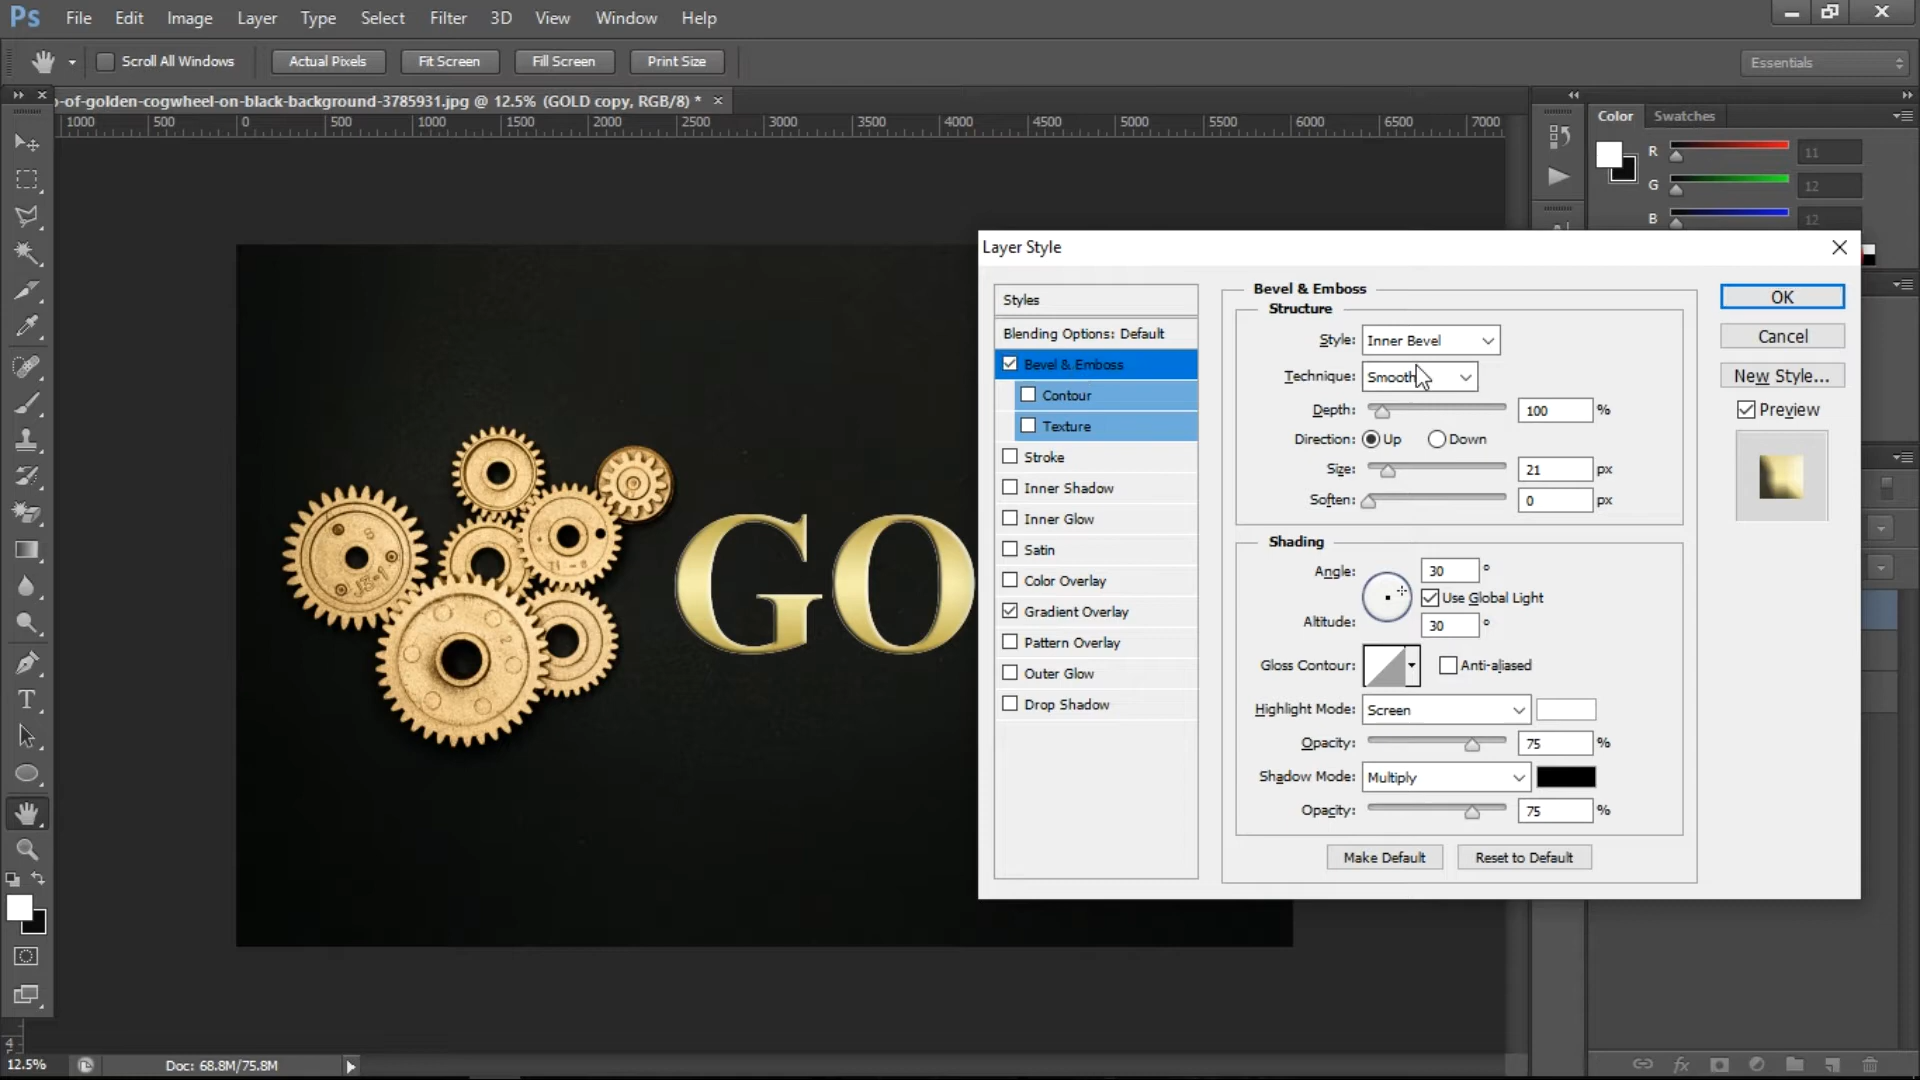 Ps File Edit Image Layer Type Select Filter 3D View Window Help
Scroll All Windows Actual Pixels Fit Screen Fill Screen Print Size Essentials
o-of-golden-cogwheel-on-black-background-3785931.jpg @ 12.5% (GOLD copy, RGB/8) * ×
1000 500 0 500 1000 1500 2000 2500 3000 3500 4000 4500 5000 5500 6000 6500 7000
Color Swatches
R 11
G 12
B 12
GO
Layer Style
Styles
Blending Options: Default
Bevel & Emboss
Contour
Texture
Stroke
Inner Shadow
Inner Glow
Satin
Color Overlay
Gradient Overlay
Pattern Overlay
Outer Glow
Drop Shadow
Bevel & Emboss
Structure
Style: Inner Bevel
Technique: Smooth
Depth: 100 %
Direction: Up Down
Size: 21 px
Soften: 0 px
Shading
Angle: 30 °
Use Global Light
Altitude: 30 °
Gloss Contour: Anti-aliased
Highlight Mode: Screen
Opacity: 75 %
Shadow Mode: Multiply
Opacity: 75 %
Make Default Reset to Default
OK
Cancel
New Style...
Preview
4
12.5% Doc: 68.8M/75.8M
fx